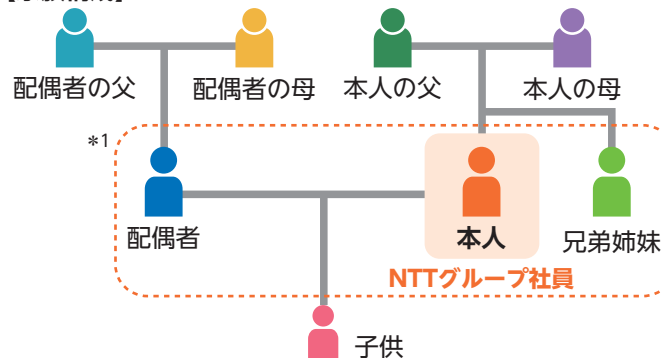 配偶者の父
配偶者の母
本人の父
本人の母
*1
配偶者
本人
兄弟姉妹
NTTグループ社員
子供